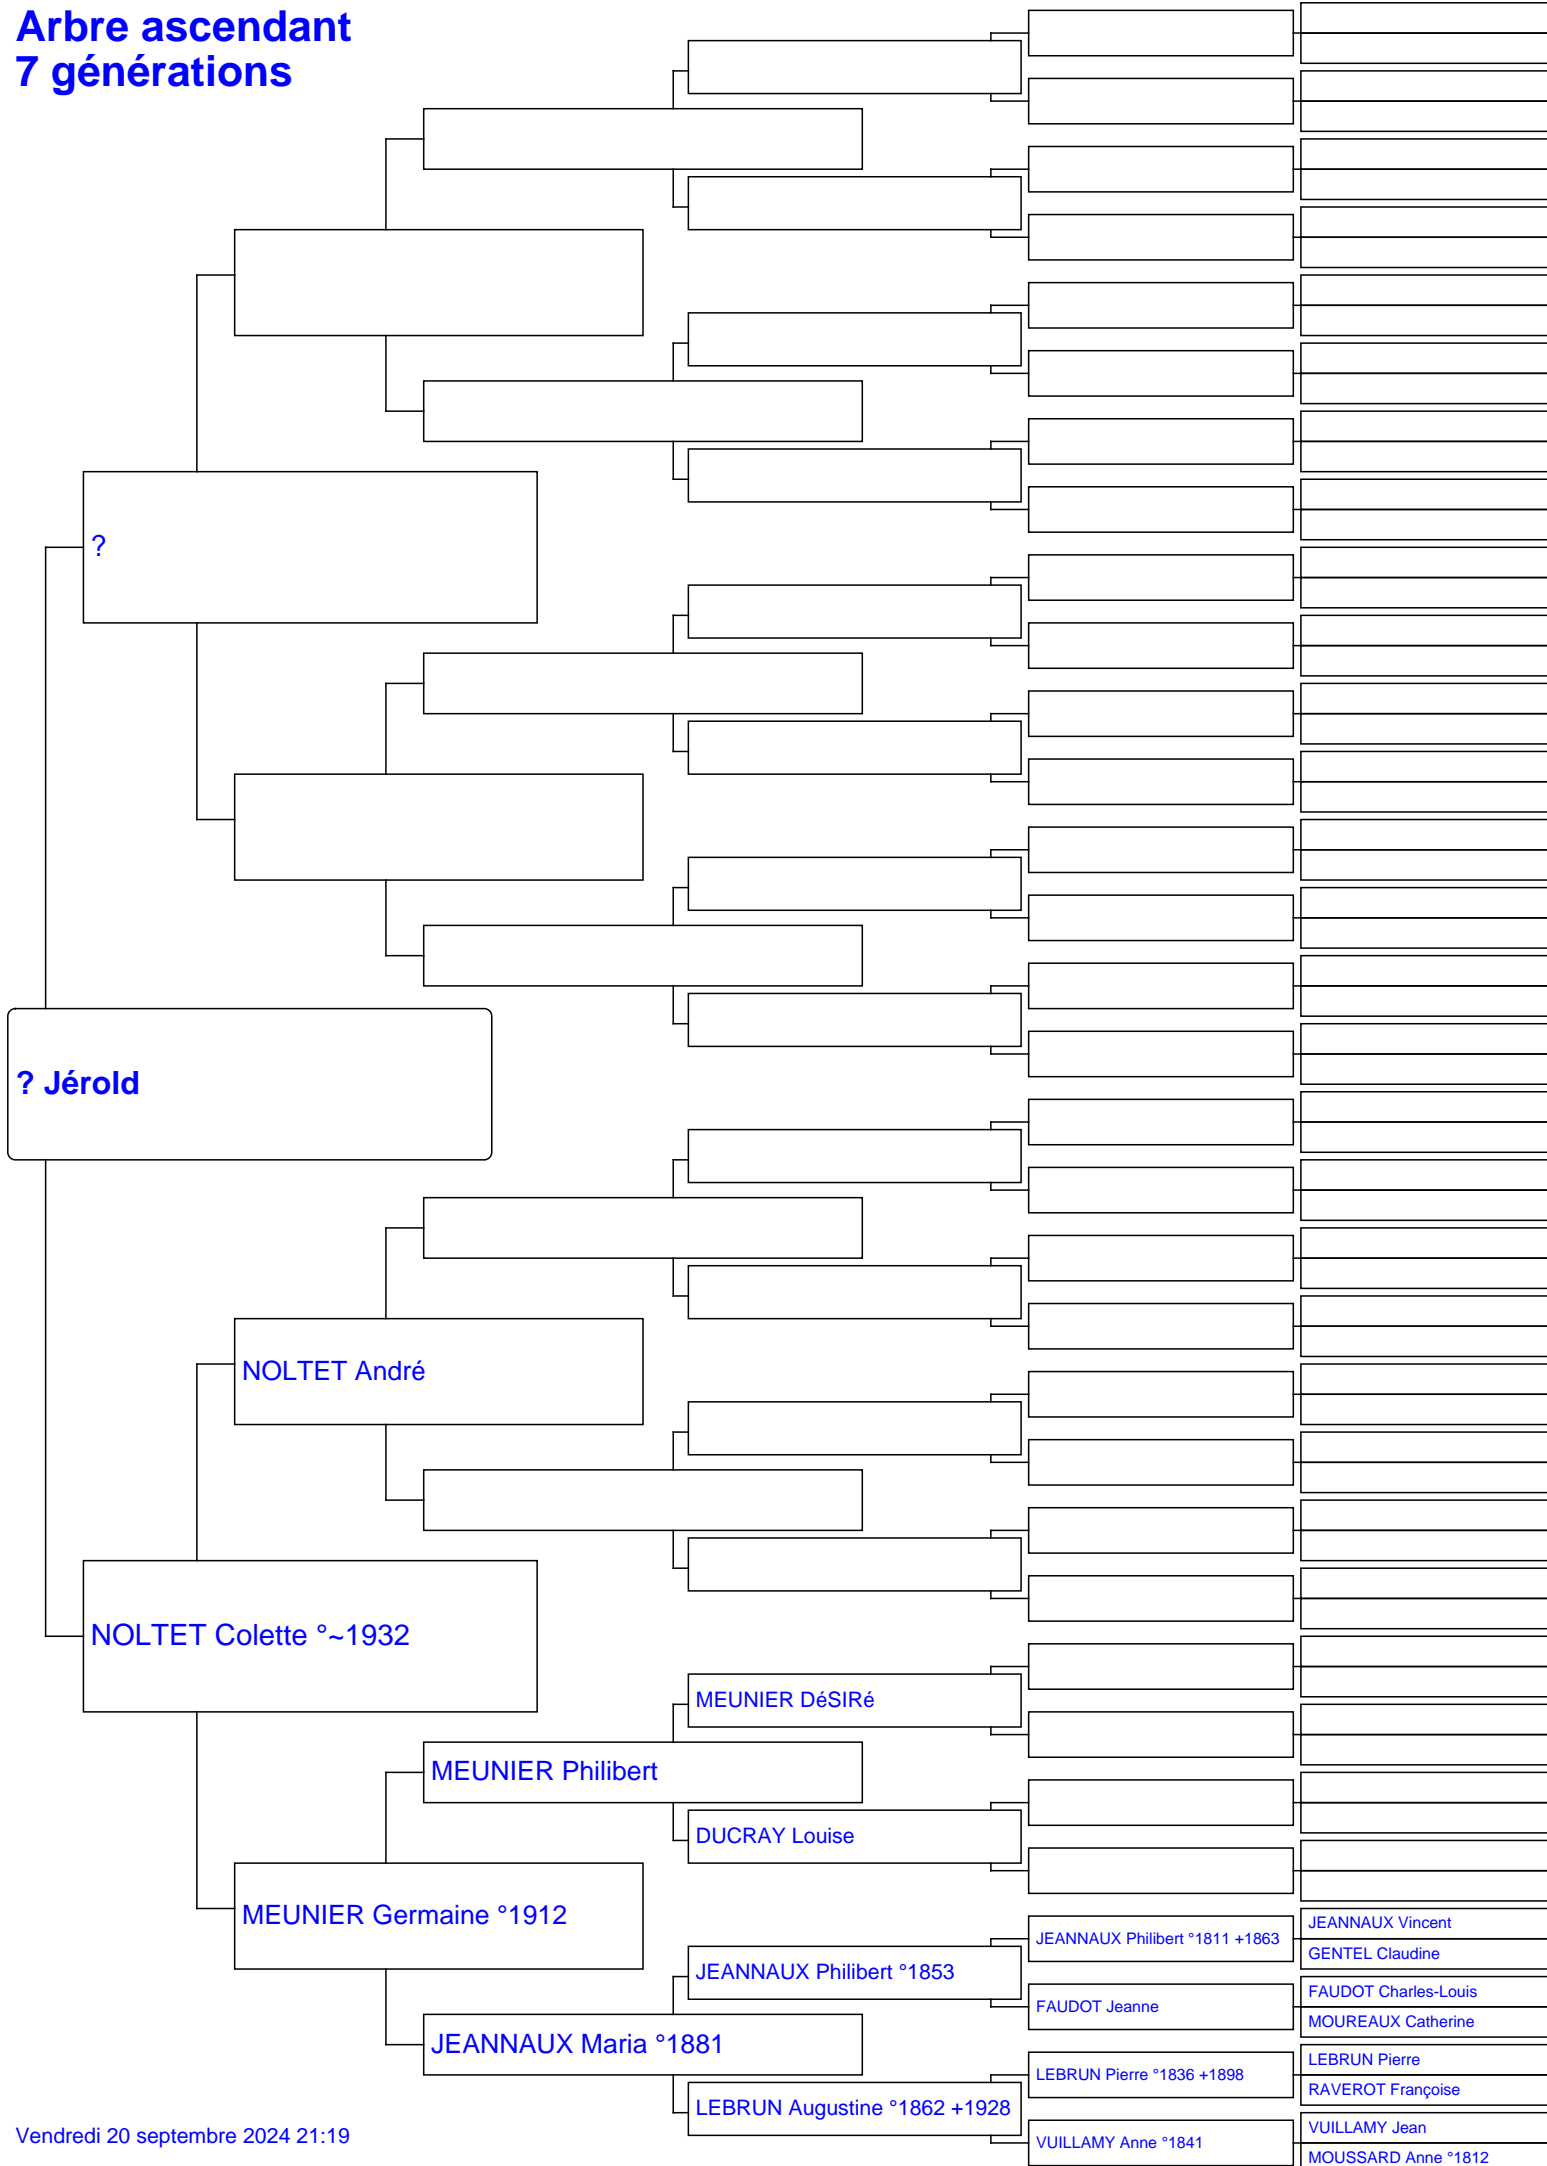 Arbre ascendant
7 générations
?
? Jérold
NOLTET André
NOLTET Colette °~1932
MEUNIER DéSIRé
MEUNIER Philibert
DUCRAY Louise
MEUNIER Germaine °1912
JEANNAUX Philibert °1811 +1863
JEANNAUX Vincent
GENTEL Claudine
JEANNAUX Philibert °1853
FAUDOT Jeanne
FAUDOT Charles-Louis
MOUREAUX Catherine
JEANNAUX Maria °1881
LEBRUN Pierre °1836 +1898
LEBRUN Pierre
RAVEROT Françoise
LEBRUN Augustine °1862 +1928
VUILLAMY Anne °1841
VUILLAMY Jean
MOUSSARD Anne °1812
Vendredi 20 septembre 2024 21:19